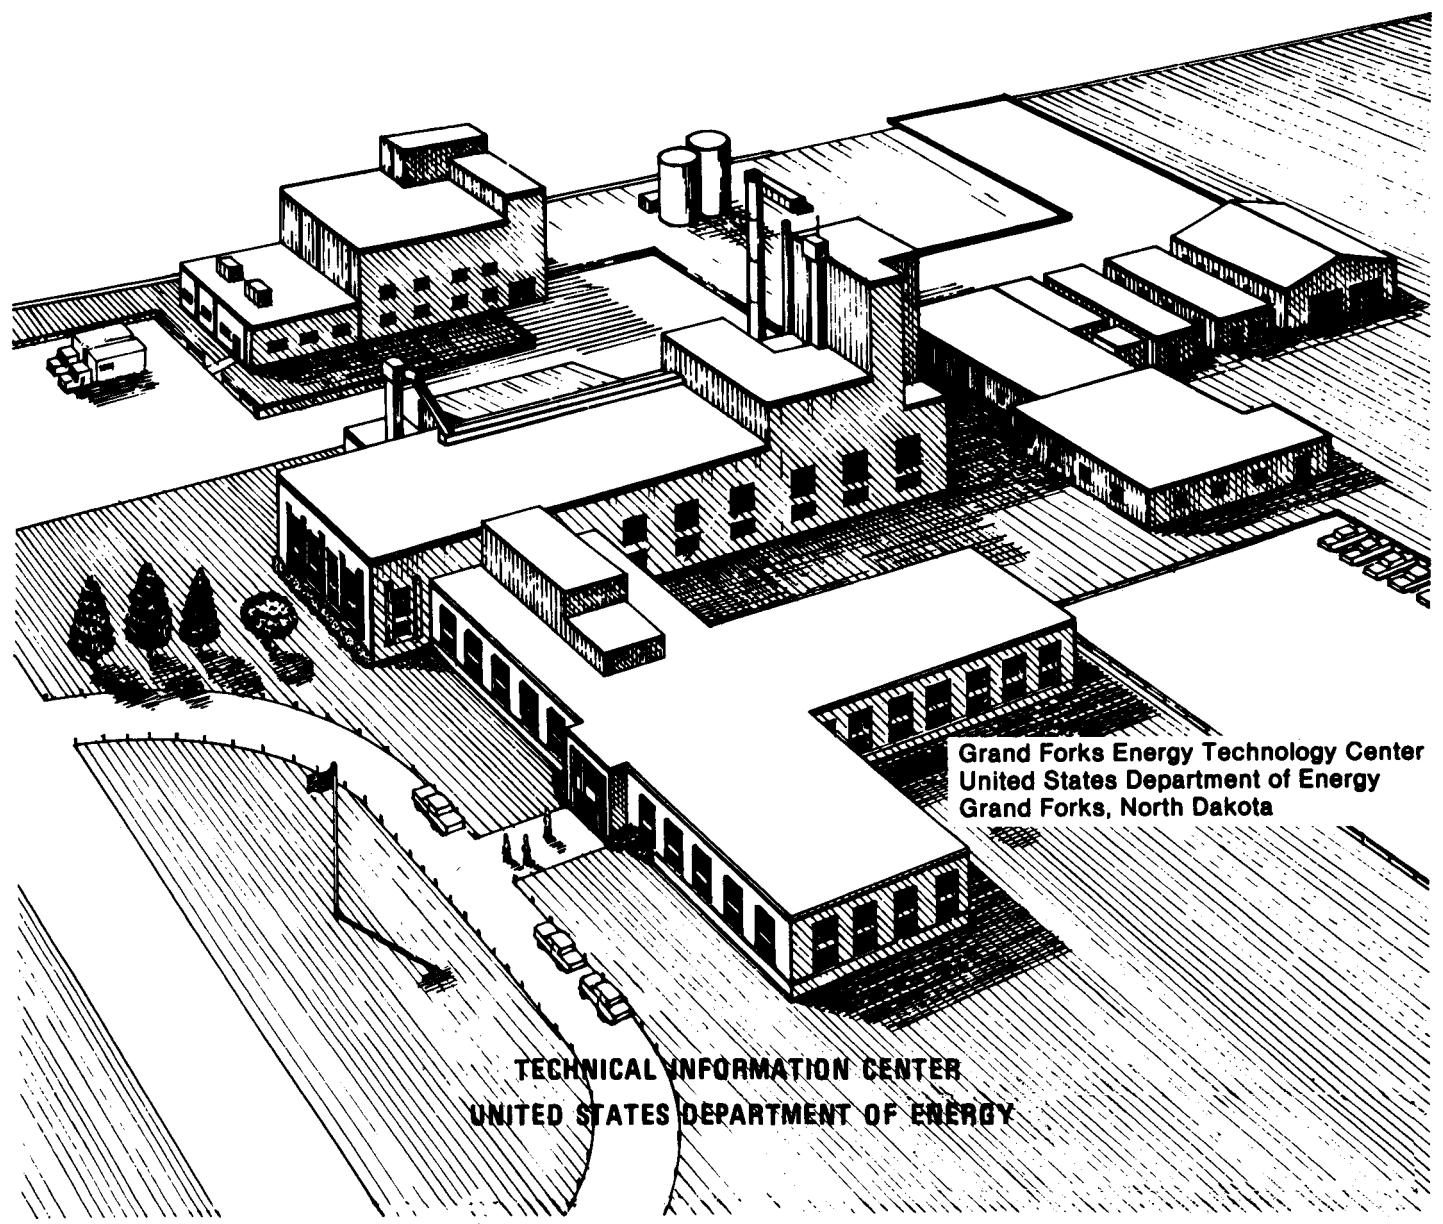 Grand Forks Energy Technology Center
United States Department of Energy
Grand Forks, North Dakota
TECHNICAL INFORMATION CENTER
UNITED STATES DEPARTMENT OF ENERGY